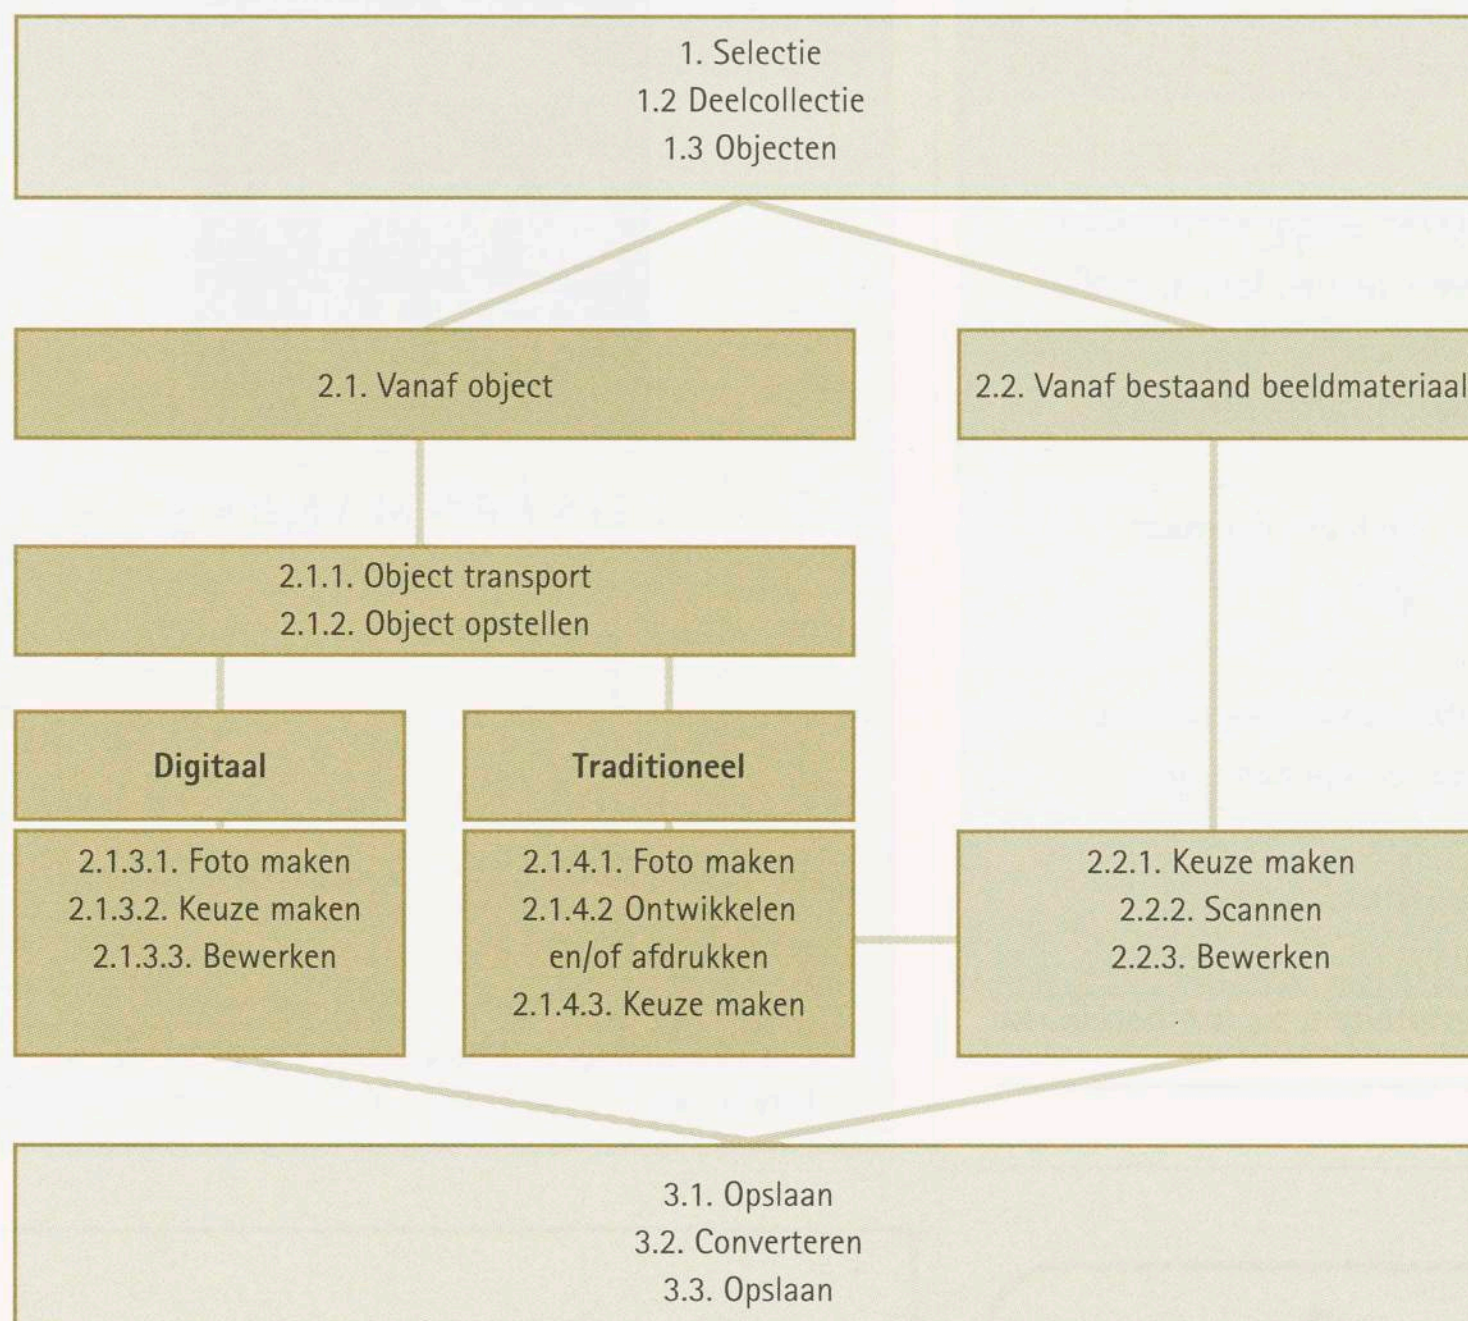 1. Selectie
1.2 Deelcollectie
1.3 Objecten
2.1. Vanaf object
2.2. Vanaf bestaand beeldmateriaal
2.1.1. Object transport
2.1.2. Object opstellen
Digitaal
2.1.3.1. Foto maken
2.1.3.2. Keuze maken
2.1.3.3. Bewerken
Traditioneel
2.1.4.1. Foto maken
2.1.4.2 Ontwikkelen
en/of afdrukken
2.1.4.3. Keuze maken
2.2.1. Keuze maken
2.2.2. Scannen
2.2.3. Bewerken
3.1. Opslaan
3.2. Converteren
3.3. Opslaan